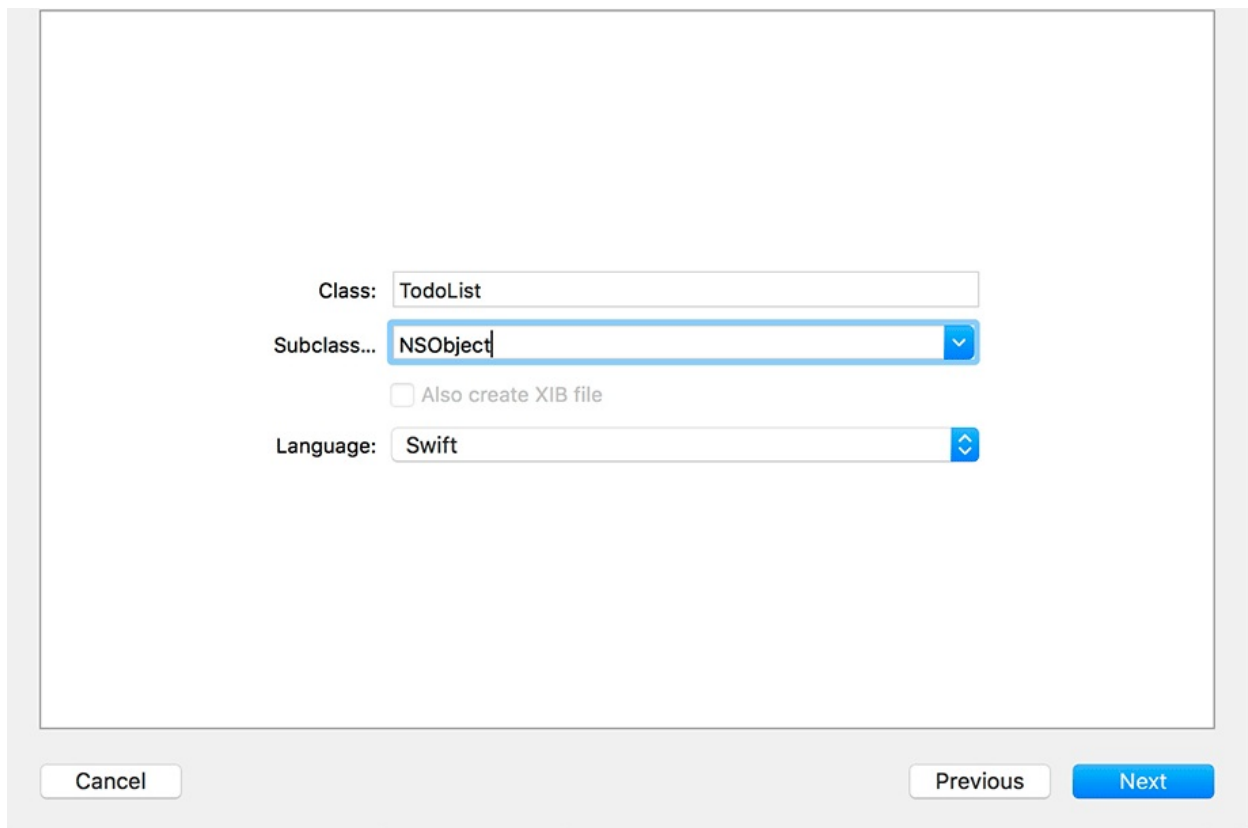 Class: TodoList
Subclass... NSObject
Also create XIB file
Language: Swift
Cancel Previous Next